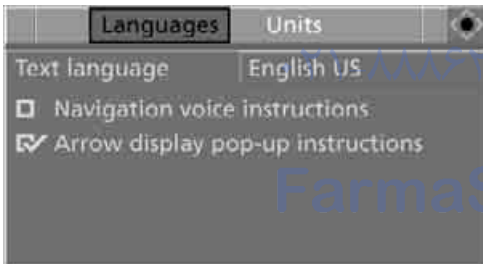 Languages Units
Text language English US
Navigation voice instructions
Arrow display pop-up instructions